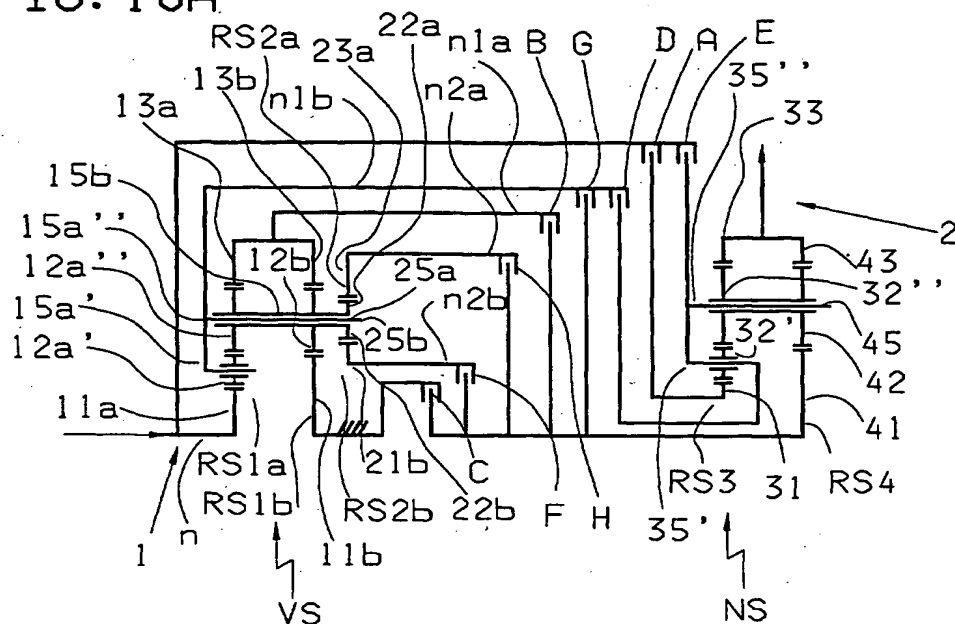 RS2a 23a 22a n1a B G D A E
13b n1b n2a 35''
13a 33
15b
15a'' 2
12a'' 12b 25a 43
15a' n2b 32''
12a' 25b 32' 45
11a 42
41
RS1a 21b C RS3 31 RS4
n RS1b RS2b 22b F H 35'
1 11b
VS NS